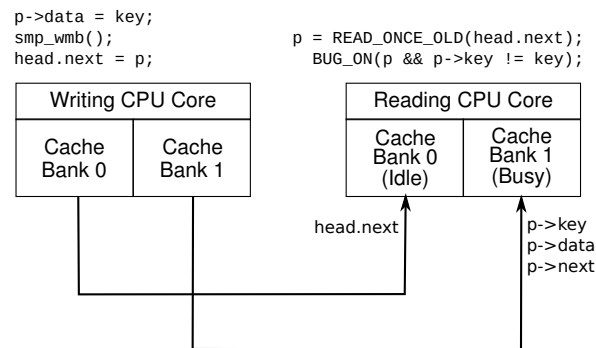 p->data = key;
smp_wmb();
head.next = p;
p = READ_ONCE_OLD(head.next);
BUG_ON(p && p->key != key);
Writing CPU Core
Cache
Bank 0
Cache
Bank 1
Reading CPU Core
Cache
Bank 0
(Idle)
Cache
Bank 1
(Busy)
head.next
p->key
p->data
p->next